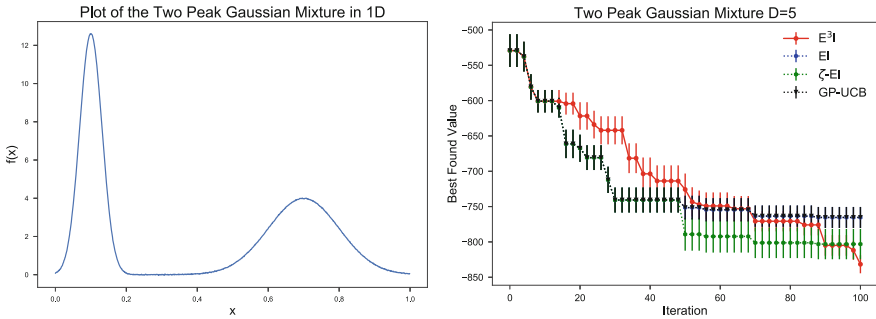 Plot of the Two Peak Gaussian Mixture in 1D
12
10
8
6
4
2
0
f(x)
0,0
0,2
0,4
0,6
0,8
1,0
x
Two Peak Gaussian Mixture D=5
−500
−550
−600
−650
−700
−750
−800
−850
Best Found Value
E³I
EI
ζ-EI
GP-UCB
0
20
40
60
80
100
Iteration